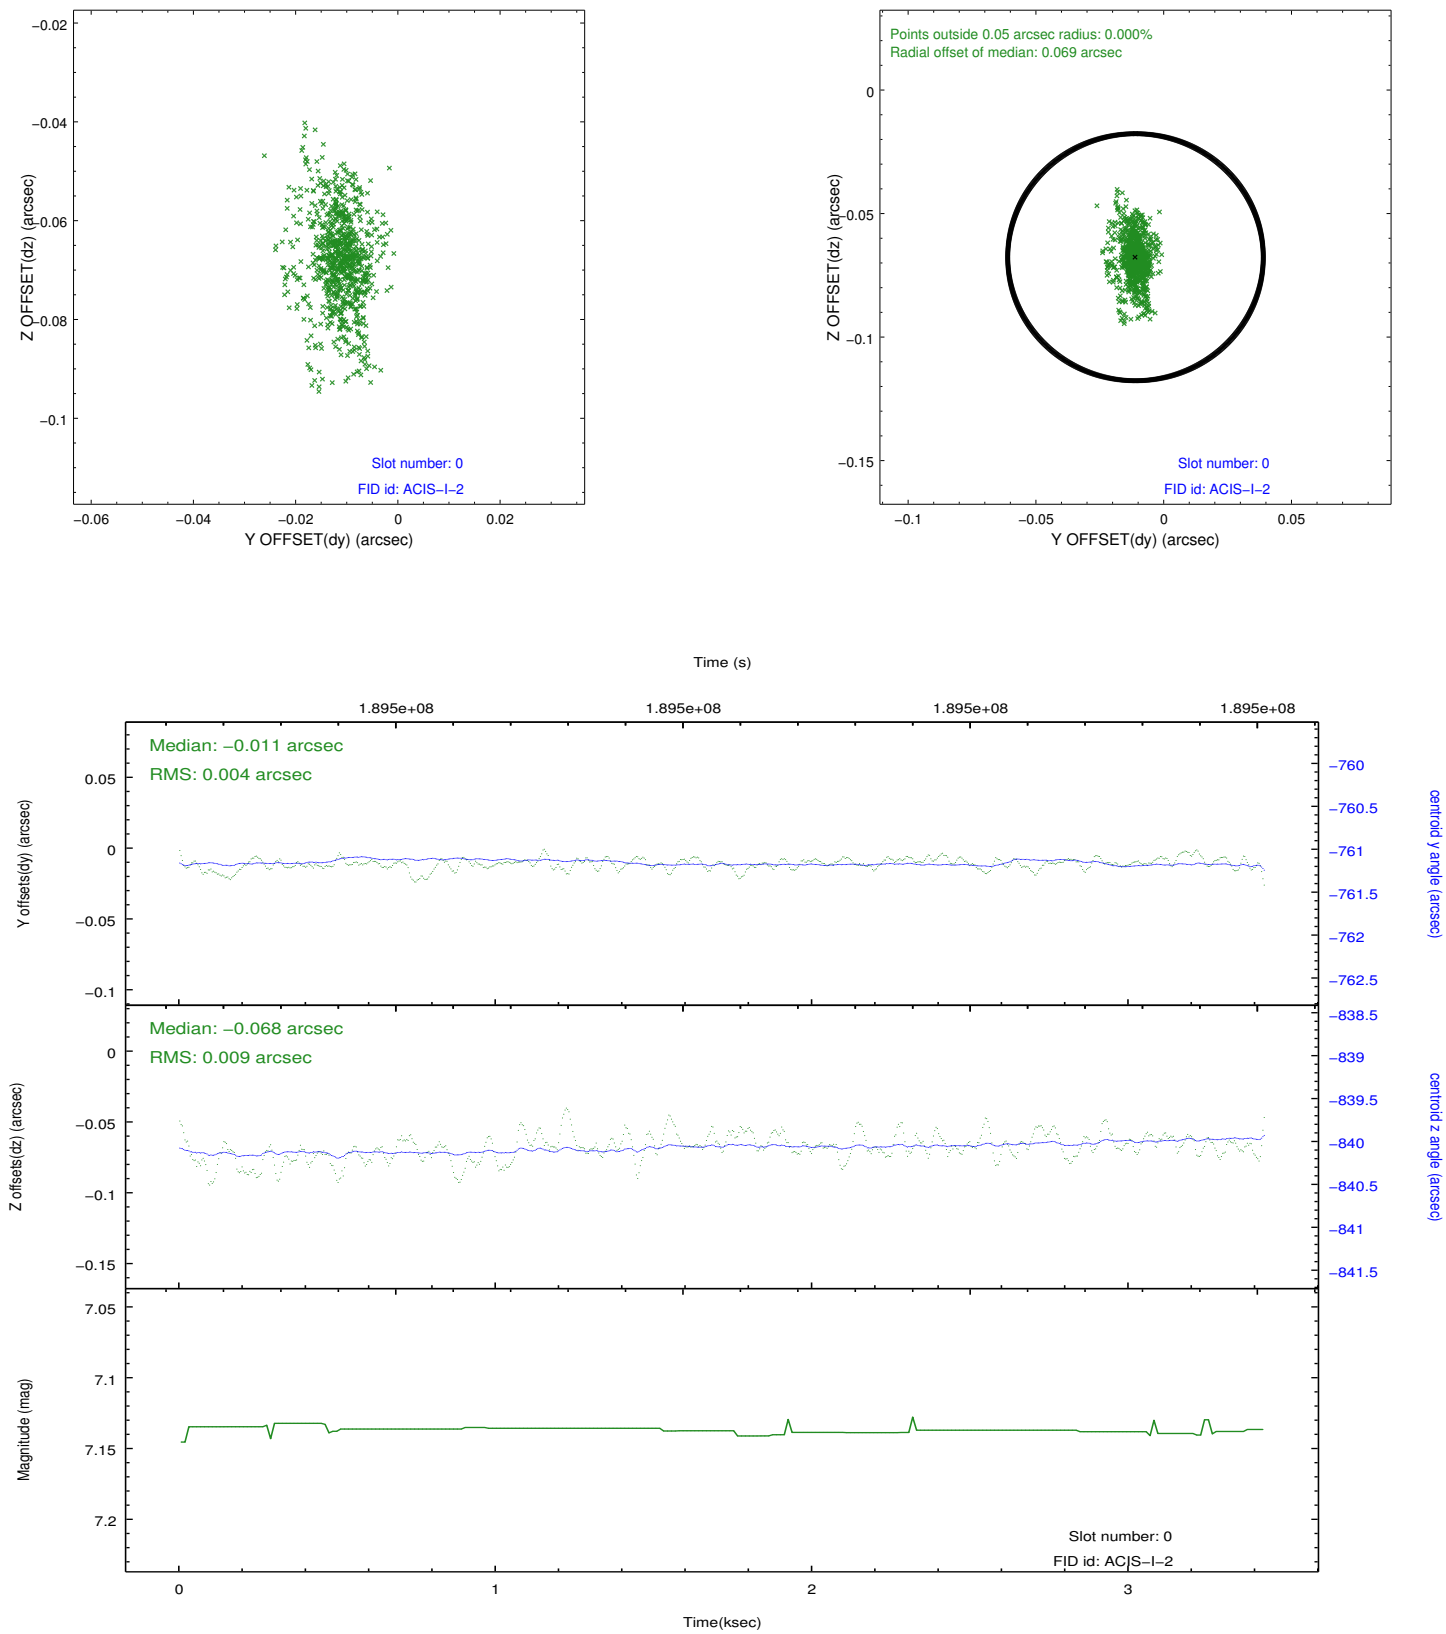 −0.02
−0.04
−0.06
−0.08
−0.1
Z OFFSET(dz) (arcsec)
Slot number: 0
FID id: ACIS−I−2
−0.06
−0.04
−0.02
0
0.02
Y OFFSET(dy) (arcsec)
Points outside 0.05 arcsec radius: 0.000%
Radial offset of median: 0.069 arcsec
0
−0.05
−0.1
−0.15
Z OFFSET(dz) (arcsec)
Slot number: 0
FID id: ACIS−I−2
−0.1
−0.05
0
0.05
Y OFFSET(dy) (arcsec)
Time (s)
1.895e+08
1.895e+08
1.895e+08
1.895e+08
Median: −0.011 arcsec
RMS: 0.004 arcsec
0.05
0
−0.05
−0.1
Y offsets(dy) (arcsec)
−760
−760.5
−761
−761.5
−762
−762.5
centroid y angle (arcsec)
Median: −0.068 arcsec
RMS: 0.009 arcsec
0
−0.05
−0.1
−0.15
Z offsets(dz) (arcsec)
−838.5
−839
−839.5
−840
−840.5
−841
−841.5
centroid z angle (arcsec)
7.05
7.1
7.15
7.2
Magnitude (mag)
Slot number: 0
FID id: ACIS−I−2
0
1
2
3
Time(ksec)